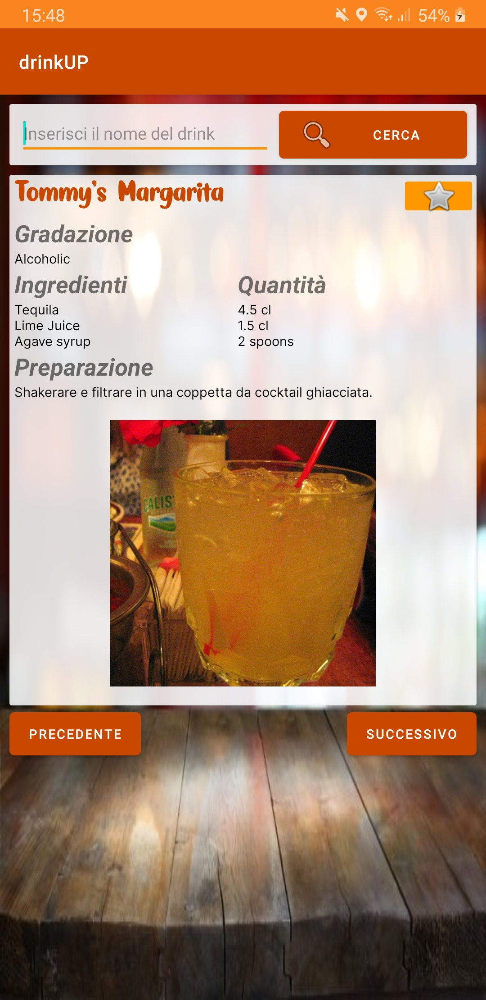 15:48 54%
drinkUP
Inserisci il nome del drink CERCA
Tommy's Margarita
Gradazione
Alcoholic
Ingredienti Quantità
Tequila 4.5 cl
Lime Juice 1.5 cl
Agave syrup 2 spoons
Preparazione
Shakerare e filtrare in una coppetta da cocktail ghiacciata.
CALIS
PRECEDENTE SUCCESSIVO